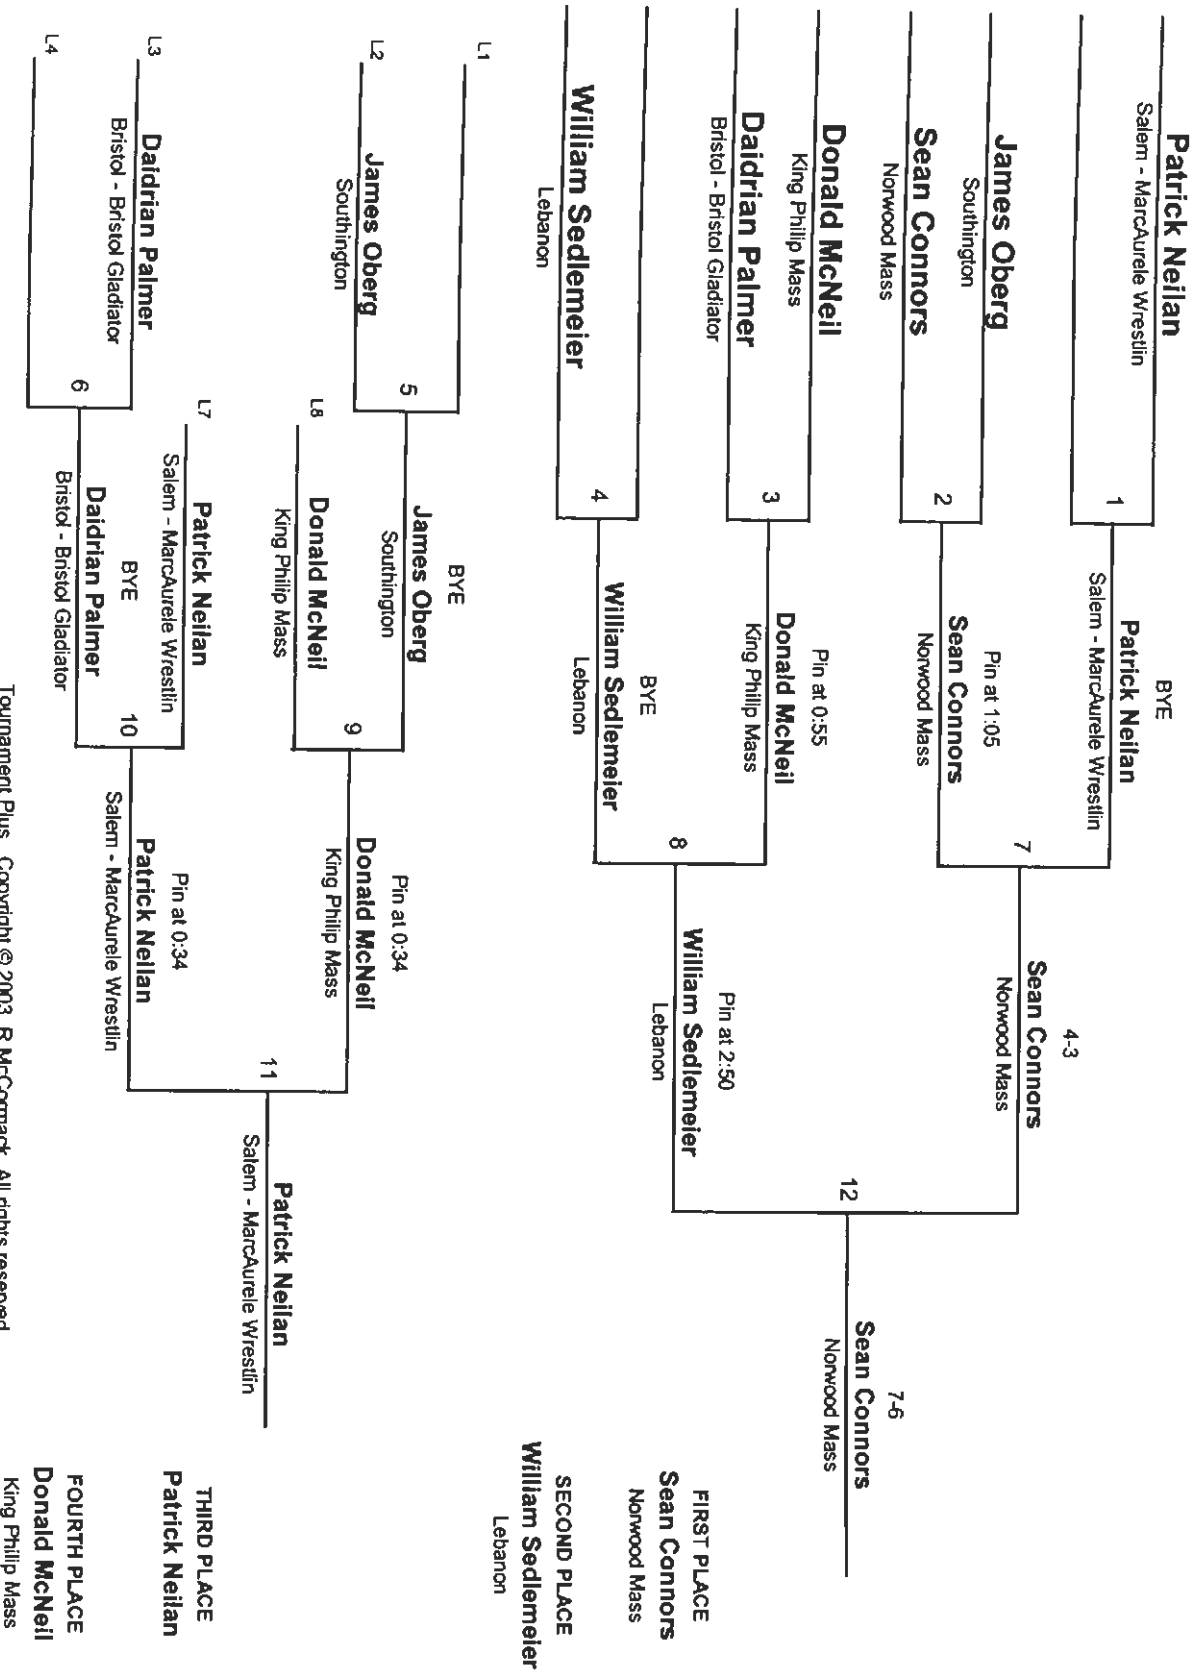 Patrick Neilan
Salem - MarcAurele Wrestlin
1
James Oberg
Southington
2
Sean Connors
Norwood Mass
Donald McNeil
King Philip Mass
3
Daidrian Palmer
Bristol - Bristol Gladiator
4
William Sedlemeier
Lebanon
BYE
Patrick Neilan
Salem - MarcAurele Wrestlin
7
Pin at 1:05
Sean Connors
Norwood Mass
Pin at 0:55
Donald McNeil
King Philip Mass
8
BYE
William Sedlemeier
Lebanon
4-3
Sean Connors
Norwood Mass
12
Pin at 2:50
William Sedlemeier
Lebanon
7-6
Sean Connors
Norwood Mass
L1
5
L2
James Oberg
Southington
BYE
James Oberg
Southington
9
L8
Donald McNeil
King Philip Mass
L3
Daidrian Palmer
Bristol - Bristol Gladiator
6
L4
L7
Patrick Neilan
Salem - MarcAurele Wrestlin
10
BYE
Daidrian Palmer
Bristol - Bristol Gladiator
Pin at 0:34
Donald McNeil
King Philip Mass
11
Pin at 0:34
Patrick Neilan
Salem - MarcAurele Wrestlin
Patrick Neilan
Salem - MarcAurele Wrestlin
FIRST PLACE
Sean Connors
Norwood Mass
SECOND PLACE
William Sedlemeier
Lebanon
THIRD PLACE
Patrick Neilan
FOURTH PLACE
Donald McNeil
King Philip Mass
Tournament Plus Copyright © 2003 R McCormack All rights reserved